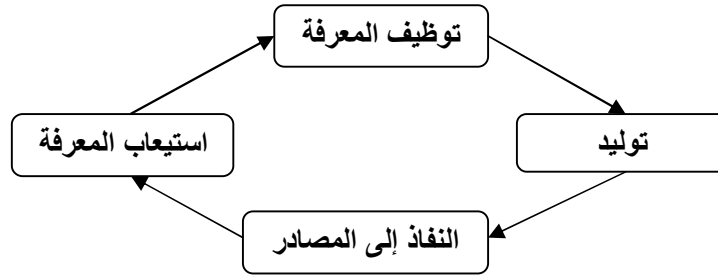 توظيف المعرفة
استيعاب المعرفة
توليد
النفاذ إلى المصادر